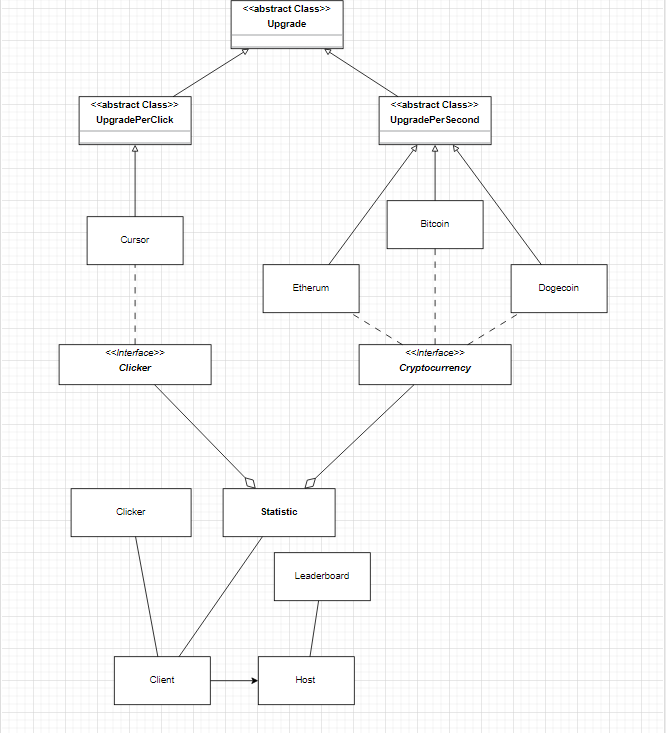 <<abstract Class>>
Upgrade
<<abstract Class>>
UpgradePerClick
<<abstract Class>>
UpgradePerSecond
Cursor
Bitcoin
Etherum
Dogecoin
<<Interface>>
Clicker
<<Interface>>
Cryptocurrency
Clicker
Statistic
Leaderboard
Client
Host